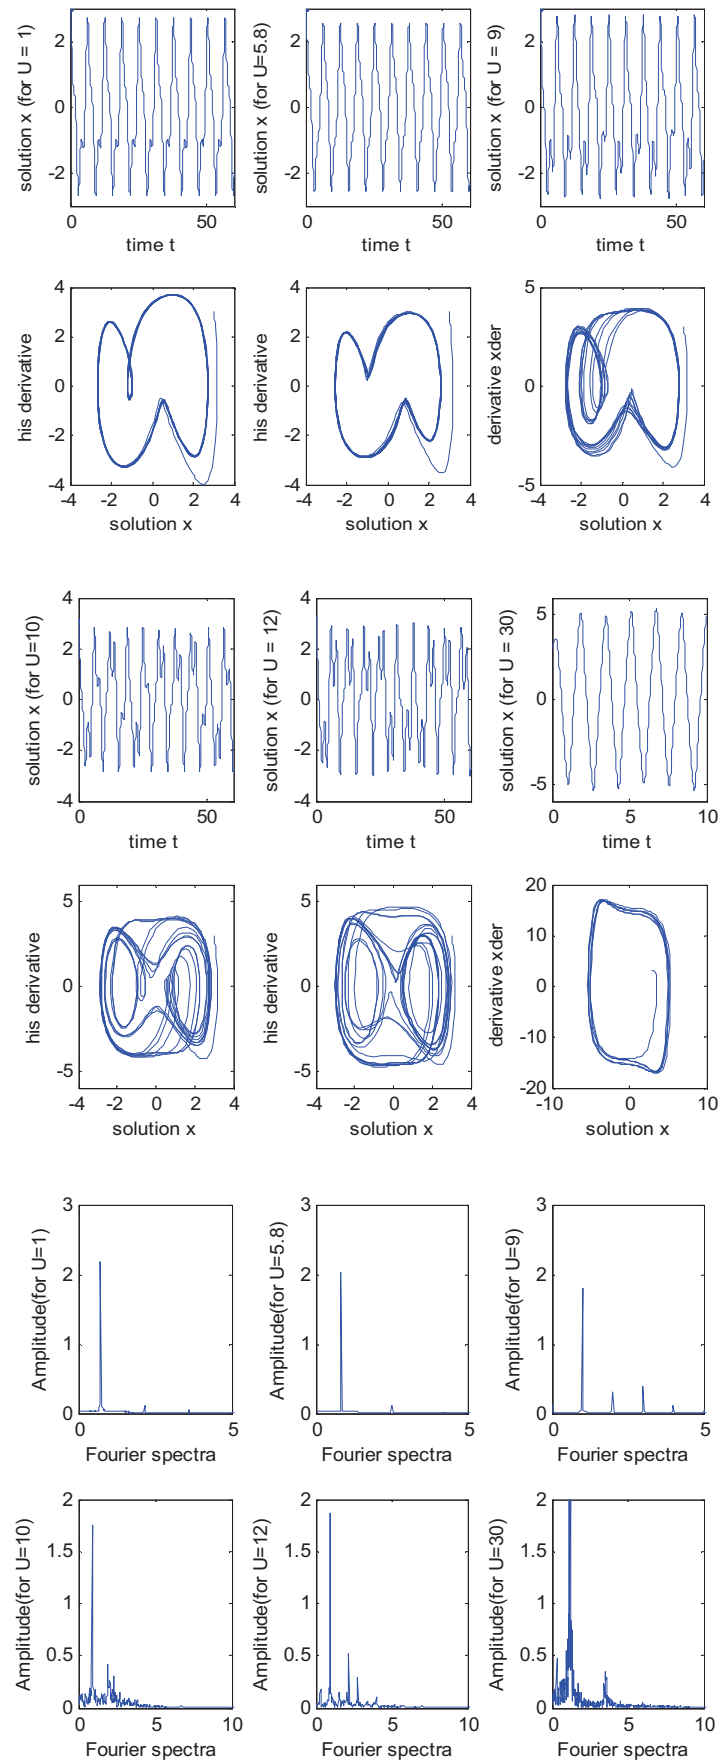 solution x (for U = 1)
2
0
-2
0
50
time t
solution x (for U=5.8)
2
0
-2
0
50
time t
solution x (for U = 9)
2
0
-2
0
50
time t
his derivative
4
2
0
-2
-4
-4 -2 0 2 4
solution x
his derivative
4
2
0
-2
-4
-4 -2 0 2 4
solution x
derivative xder
5
0
-5
-4 -2 0 2 4
solution x
solution x (for U=10)
4
2
0
-2
-4
0 50
time t
solution x (for U = 12)
4
2
0
-2
-4
0 50
time t
solution x (for U = 30)
5
0
-5
0 5 10
time t
his derivative
5
0
-5
-4 -2 0 2 4
solution x
his derivative
5
0
-5
-4 -2 0 2 4
solution x
derivative xder
20
10
0
-10
-20
-10 0 10
solution x
Amplitude(for U=1)
3
2
1
0
0 5
Fourier spectra
Amplitude(for U=5.8)
3
2
1
0
0 5
Fourier spectra
Amplitude(for U=9)
3
2
1
0
0 5
Fourier spectra
Amplitude(for U=10)
2
1.5
1
0.5
0
0 5 10
Fourier spectra
Amplitude(for U=12)
2
1.5
1
0.5
0
0 5 10
Fourier spectra
Amplitude(for U=30)
2
1.5
1
0.5
0
0 5 10
Fourier spectra